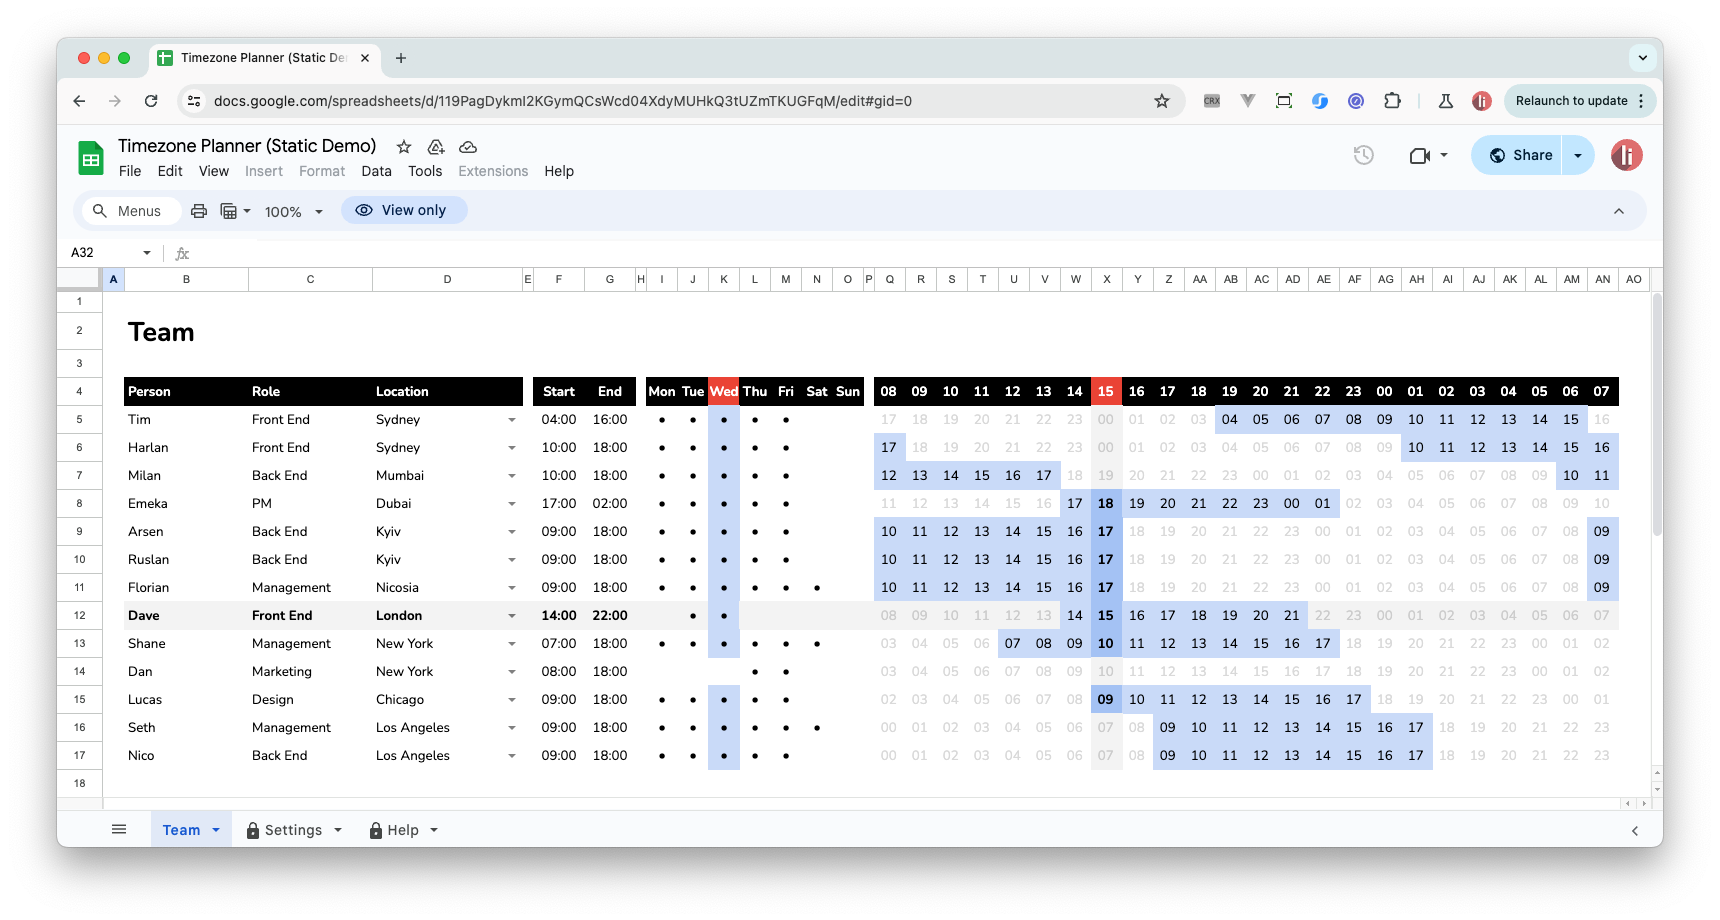 Timezone Planner (Static De
docs.google.com/spreadsheets/d/119PagDykmI2KGymQCsWcd04XdyMUHkQ3tUZmTKUGFqM/edit#gid=0
CRX
Relaunch to update
Timezone Planner (Static Demo)
File Edit View Insert Format Data Tools Extensions Help
Share
Menus 100% View only
A32 fx
A B C D E F G H I J K L M N O P Q R S T U V W X Y Z AA AB AC AD AE AF AG AH AI AJ AK AL AM AN AO
1
2 Team
3
4 Person Role Location Start End Mon Tue Wed Thu Fri Sat Sun 08 09 10 11 12 13 14 15 16 17 18 19 20 21 22 23 00 01 02 03 04 05 06 07
5 Tim Front End Sydney 04:00 16:00 • • • • • 17 18 19 20 21 22 23 00 01 02 03 04 05 06 07 08 09 10 11 12 13 14 15 16
6 Harlan Front End Sydney 10:00 18:00 • • • • • 17 18 19 20 21 22 23 00 01 02 03 04 05 06 07 08 09 10 11 12 13 14 15 16
7 Milan Back End Mumbai 10:00 18:00 • • • • • 12 13 14 15 16 17 18 19 20 21 22 23 00 01 02 03 04 05 06 07 08 09 10 11
8 Emeka PM Dubai 17:00 02:00 • • • • • 11 12 13 14 15 16 17 18 19 20 21 22 23 00 01 02 03 04 05 06 07 08 09 10
9 Arsen Back End Kyiv 09:00 18:00 • • • • • 10 11 12 13 14 15 16 17 18 19 20 21 22 23 00 01 02 03 04 05 06 07 08 09
10 Ruslan Back End Kyiv 09:00 18:00 • • • • • 10 11 12 13 14 15 16 17 18 19 20 21 22 23 00 01 02 03 04 05 06 07 08 09
11 Florian Management Nicosia 09:00 18:00 • • • • • • 10 11 12 13 14 15 16 17 18 19 20 21 22 23 00 01 02 03 04 05 06 07 08 09
12 Dave Front End London 14:00 22:00 • • 08 09 10 11 12 13 14 15 16 17 18 19 20 21 22 23 00 01 02 03 04 05 06 07
13 Shane Management New York 07:00 18:00 • • • • • • 03 04 05 06 07 08 09 10 11 12 13 14 15 16 17 18 19 20 21 22 23 00 01 02
14 Dan Marketing New York 08:00 18:00 • • 03 04 05 06 07 08 09 10 11 12 13 14 15 16 17 18 19 20 21 22 23 00 01 02
15 Lucas Design Chicago 09:00 18:00 • • • • • 02 03 04 05 06 07 08 09 10 11 12 13 14 15 16 17 18 19 20 21 22 23 00 01
16 Seth Management Los Angeles 09:00 18:00 • • • • • • 00 01 02 03 04 05 06 07 08 09 10 11 12 13 14 15 16 17 18 19 20 21 22 23
17 Nico Back End Los Angeles 09:00 18:00 • • • • • 00 01 02 03 04 05 06 07 08 09 10 11 12 13 14 15 16 17 18 19 20 21 22 23
18
Team Settings Help